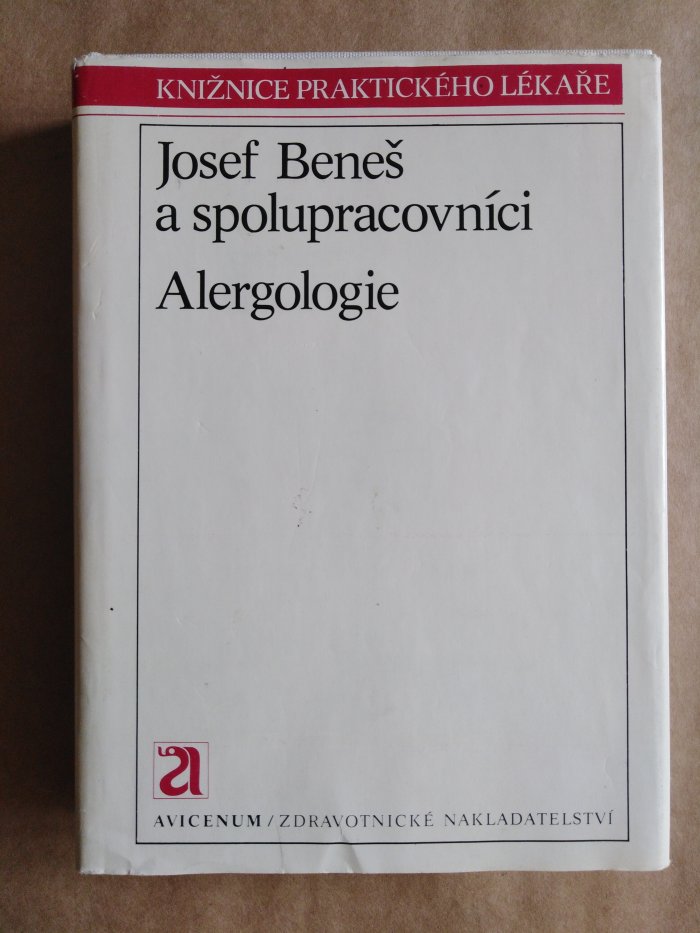 KNIŽNICE PRAKTICKÉHO LÉKAŘE
Josef Beneš
a spolupracovníci
Alergologie
AVICENUM / ZDRAVOTNICKÉ NAKLADATELSTVÍ